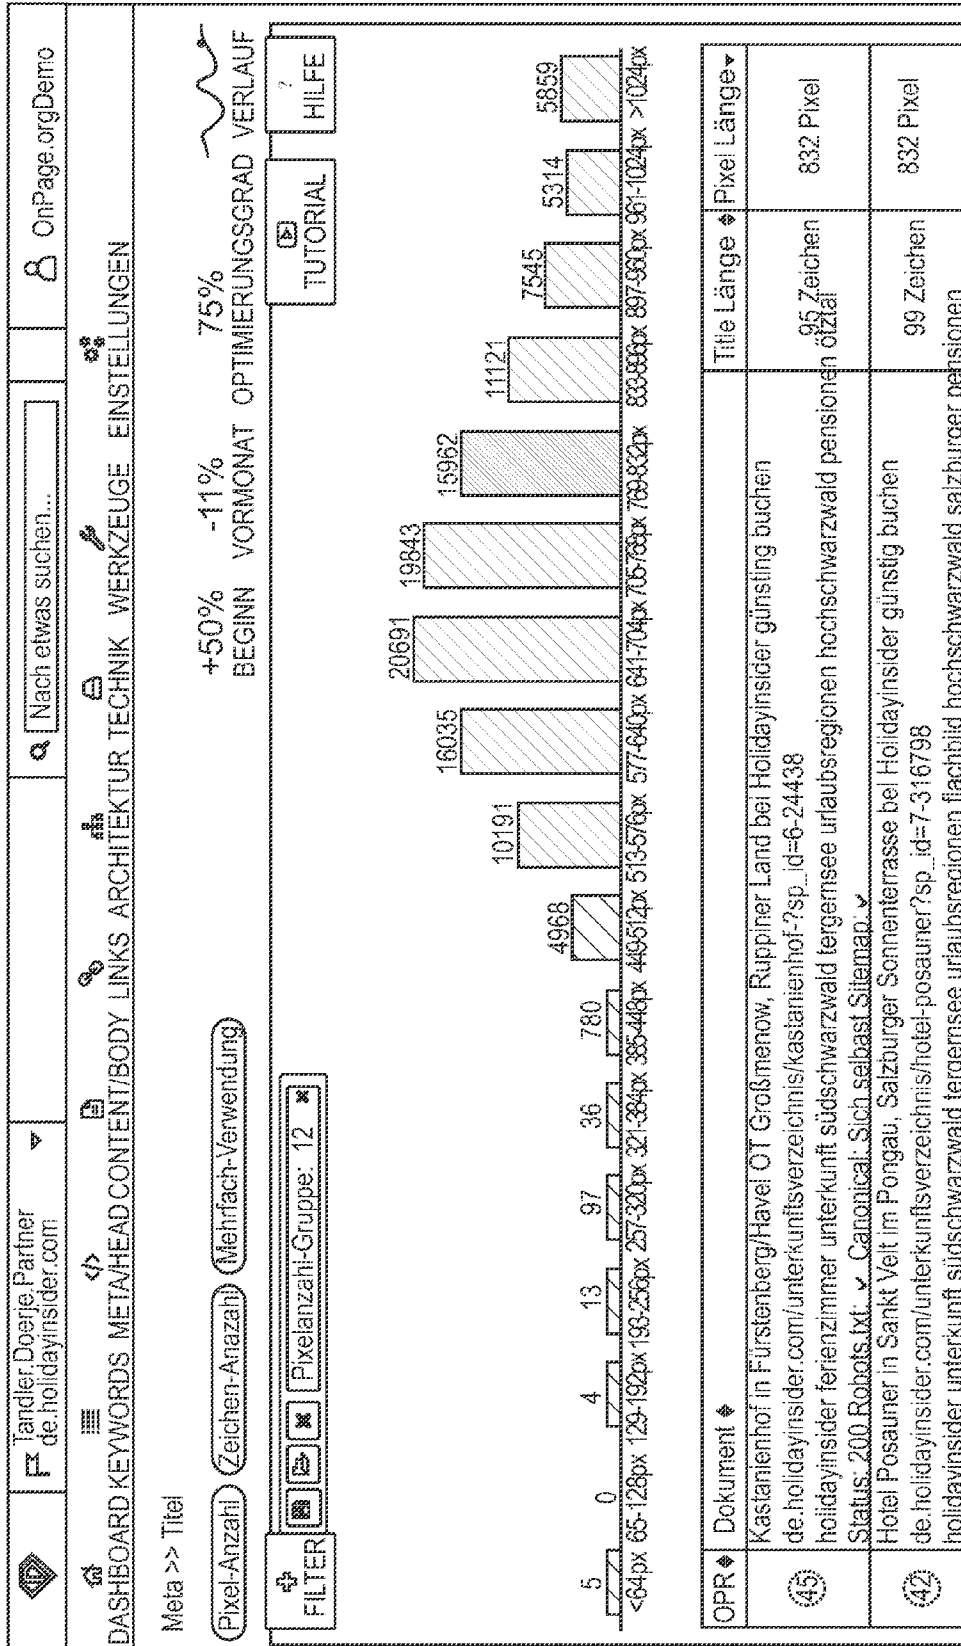 Tandler.Doerje.Partner
de.holidayinsider.com
Nach etwas suchen...
OnPage.orgDemo
DASHBOARD KEYWORDS META/HEAD CONTENT/BODY LINKS ARCHITEKTUR TECHNIK WERKZEUGE EINSTELLUNGEN
Meta >> Titel
+50% -11% 75%
BEGINN VORMONAT OPTIMIERUNGSGRAD VERLAUF
Pixel-Anzahl Zeichen-Anazahl Mehrfach-Verwendung
FILTER
Pixelanzahl-Gruppe: 12
TUTORIAL
?
HILFE
5 0 4 13 97 36 780 4968 10191 16035 20691 19843 15962 11121 7545 5314 5859
<64px 65-128px 129-192px 193-256px 257-320px 321-384px 385-448px 449-512px 513-576px 577-640px 641-704px 705-768px 769-832px 833-896px 897-960px 961-1024px >1024px
OPR Dokument Title Länge Pixel Länge
45
Kastanienhof in Fürstenberg/Havel OT Großmenow, Ruppiner Land bei Holidayinsider günsting buchen
de.holidayinsider.com/unterkunftsverzeichnis/kastanienhof-?sp_id=6-24438
holidayinsider ferienzimmer unterkunft südschwarzwald tergernsee urlaubsregionen hochschwarzwald pensionen ötztal
Status: 200 Robots.txt: ✔ Canonical: Sich selbast Sitemap: ✔
95 Zeichen
832 Pixel
42
Hotel Posauner in Sankt Veit im Pongau, Salzburger Sonnenterrasse bei Holidayinsider günstig buchen
de.holidayinsider.com/unterkunftsverzeichnis/hotel-posauner?sp_id=7-316798
holidayinsider unterkunft südschwarzwald tergernsee urlaubsregionen flachbild hochschwarzwald salzburger pensionen
99 Zeichen
832 Pixel